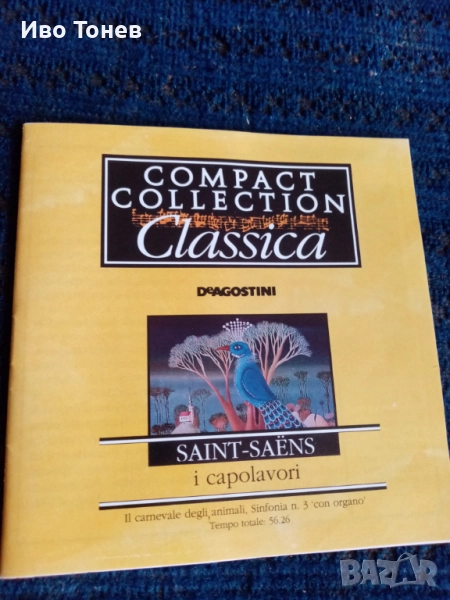 Иво Тонев
COMPACT
COLLECTION
Classica
DeAGOSTINI
SAINT-SAËNS
i capolavori
Il carnevale degli animali, Sinfonia n. 3 'con organo'
Tempo totale: 56.26
BAZAR